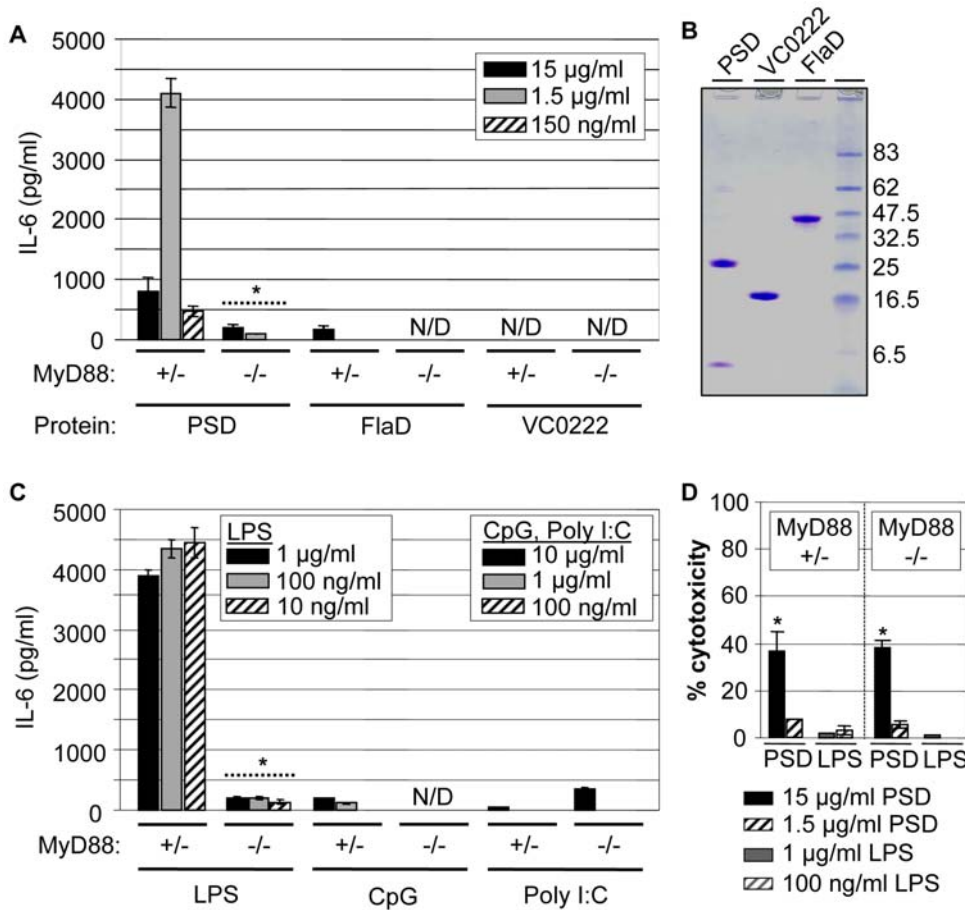 A
IL-6 (pg/ml)
5000
4000
3000
2000
1000
0
15 µg/ml
1.5 µg/ml
150 ng/ml
*
N/D N/D N/D
MyD88: +/- -/- +/- -/- +/- -/-
Protein: PSD FlaD VC0222
B
PSD VC0222 FlaD
83
62
47.5
32.5
25
16.5
6.5
C
IL-6 (pg/ml)
5000
4000
3000
2000
1000
0
LPS
1 µg/ml
100 ng/ml
10 ng/ml
CpG, Poly I:C
10 µg/ml
1 µg/ml
100 ng/ml
*
N/D
MyD88: +/- -/- +/- -/- +/- -/-
LPS CpG Poly I:C
D
% cytotoxicity
100
80
60
40
20
0
MyD88
+/-
MyD88
-/-
* *
PSD LPS PSD LPS
15 µg/ml PSD
1.5 µg/ml PSD
1 µg/ml LPS
100 ng/ml LPS